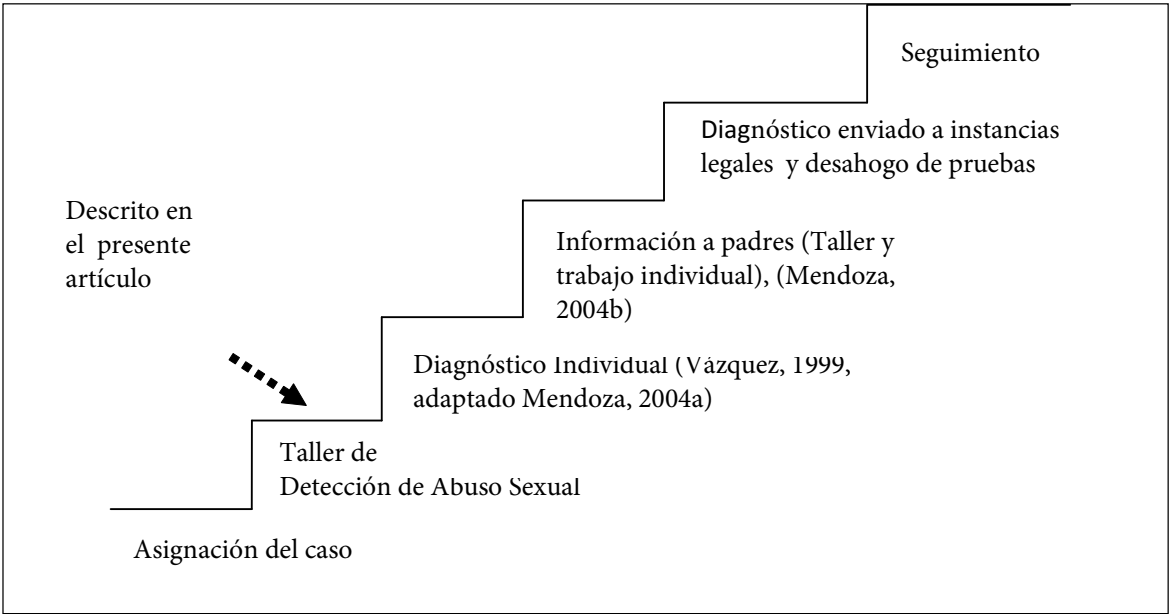 Seguimiento
Diagnóstico enviado a instancias
legales y desahogo de pruebas
Descrito en
el presente
artículo
Información a padres (Taller y
trabajo individual), (Mendoza,
2004b)
Diagnóstico Individual (Vázquez, 1999,
adaptado Mendoza, 2004a)
Taller de
Detección de Abuso Sexual
Asignación del caso